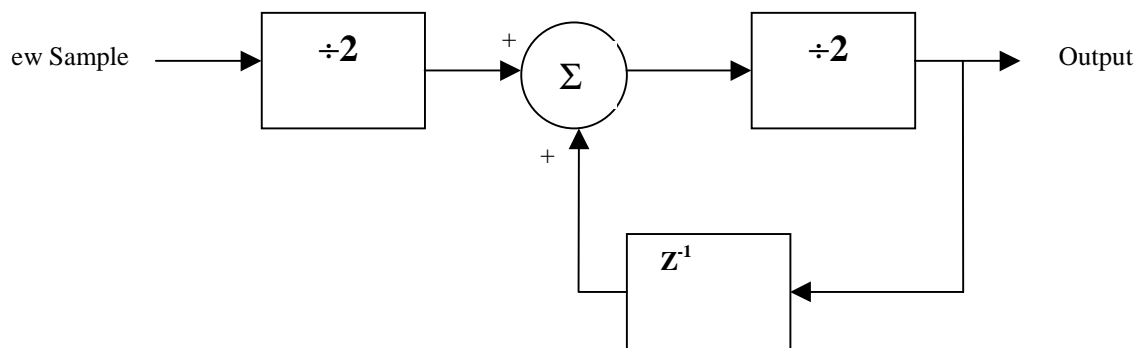 ew Sample
÷2
+
Σ
+
÷2
Output
Z⁻¹